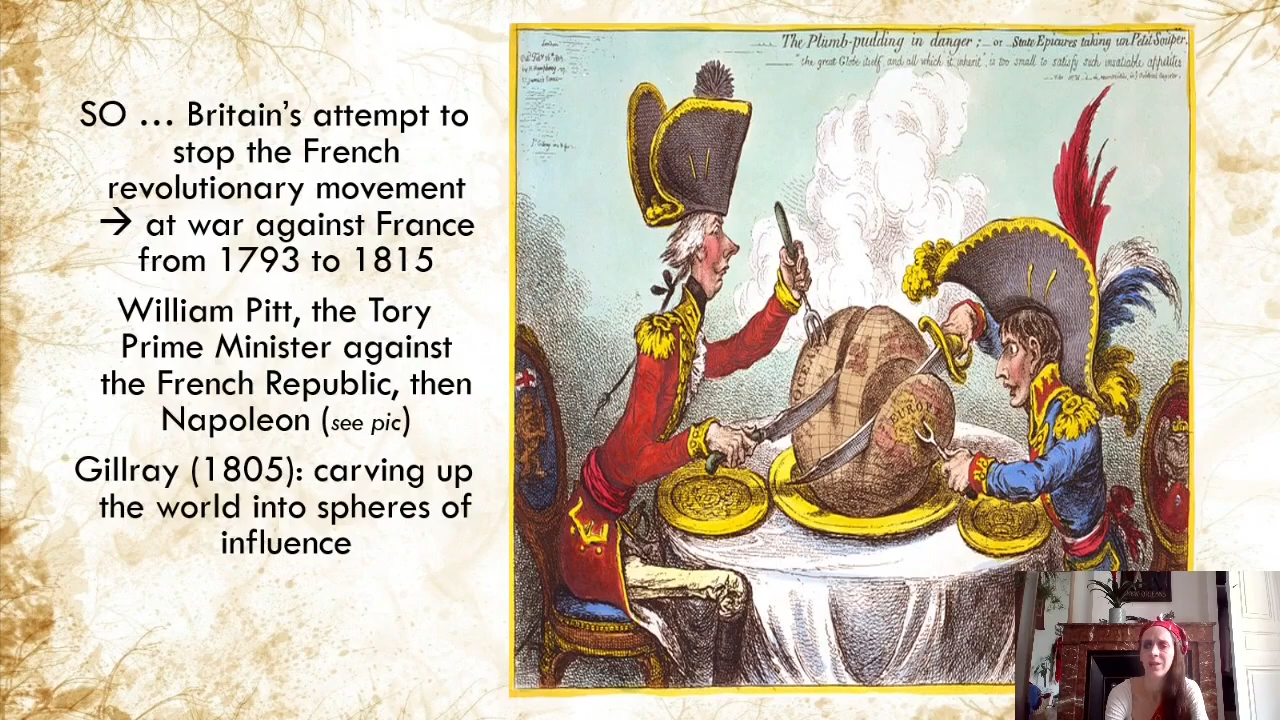 SO … Britain’s attempt to
stop the French
revolutionary movement
→ at war against France
from 1793 to 1815
William Pitt, the Tory
Prime Minister against
the French Republic, then
Napoleon (see pic)
Gillray (1805): carving up
the world into spheres of
influence
The Plumb-pudding in danger; — or State Epicures taking un Petit Souper.
"the great Globe itself, and all which it inherit" is too small to satisfy such insatiable appetites
EUROPE